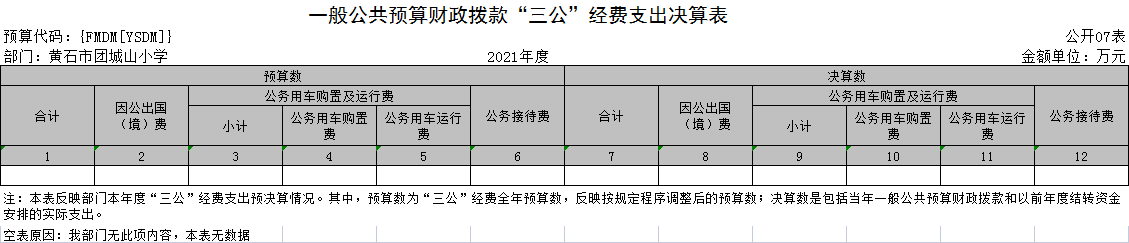 一般公共预算财政拨款“三公”经费支出决算表
预算代码：{FMDM[YSDM]} 公开07表
部门：黄石市团城山小学 2021年度 金额单位：万元
预算数 决算数
合计 因公出国（境）费 公务用车购置及运行费 公务接待费 合计 因公出国（境）费 公务用车购置及运行费 公务接待费
小计 公务用车购置费 公务用车运行费 小计 公务用车购置费 公务用车运行费
1 2 3 4 5 6 7 8 9 10 11 12
注：本表反映部门本年度“三公”经费支出预决算情况。其中，预算数为“三公”经费全年预算数，反映按规定程序调整后的预算数；决算数是包括当年一般公共预算财政拨款和以前年度结转资金
安排的实际支出。
空表原因：我部门无此项内容，本表无数据